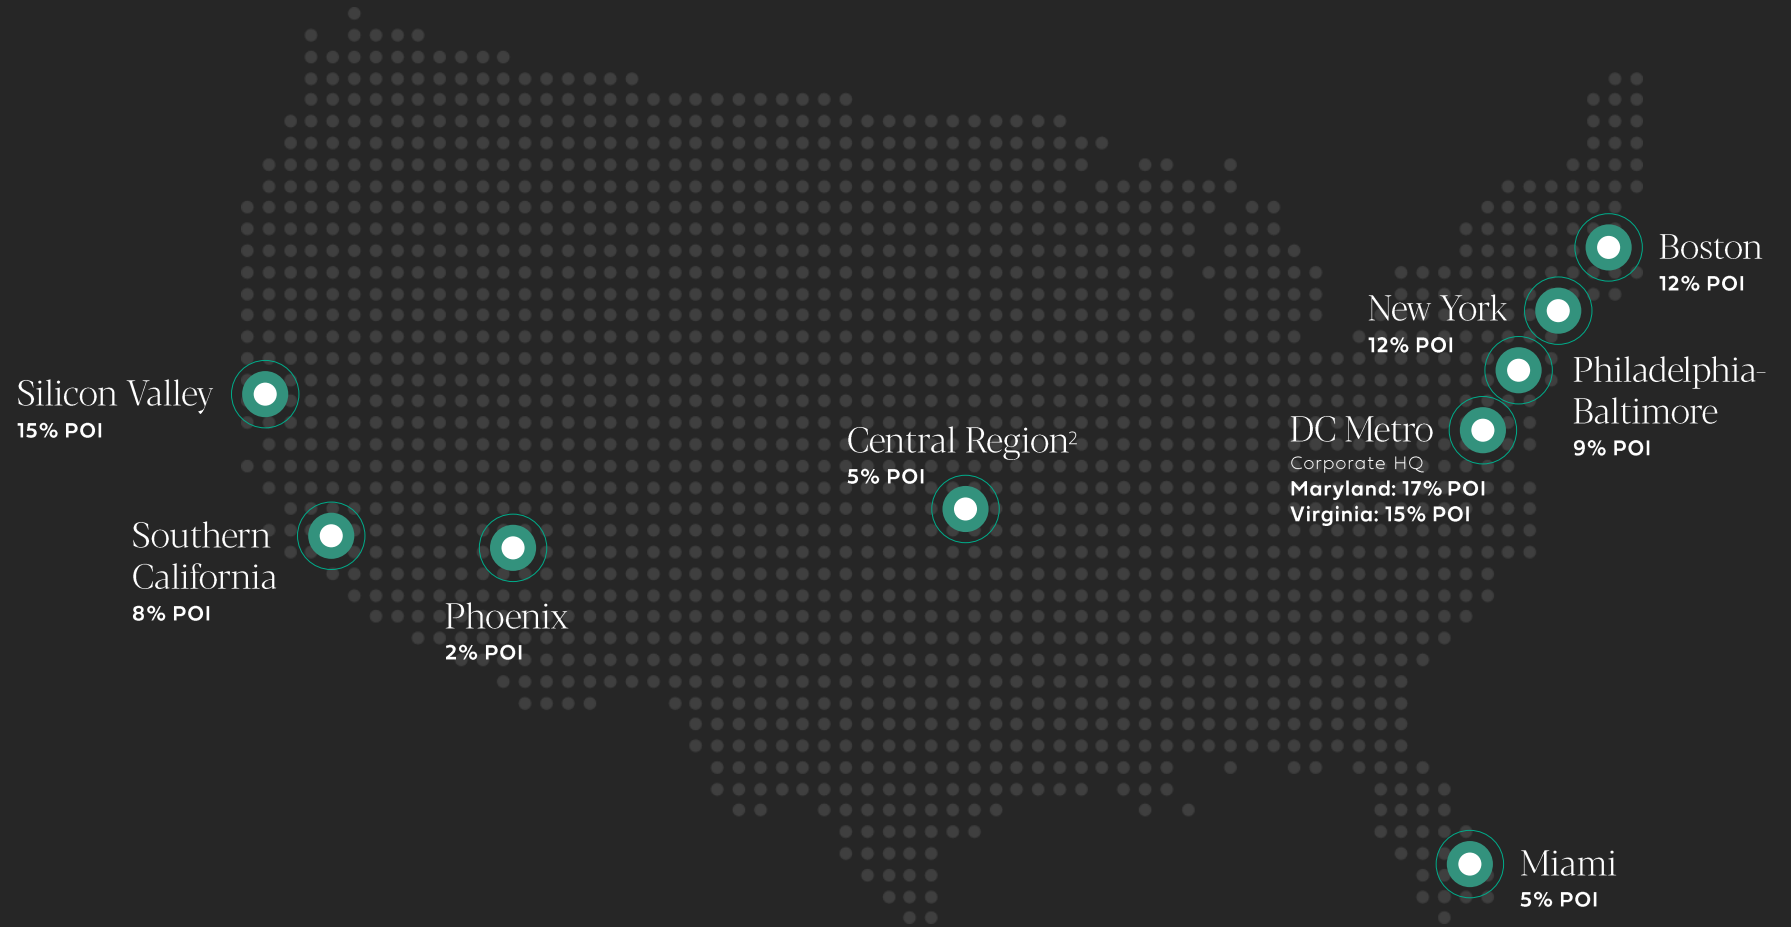 Boston
12% POI
New York
12% POI
Philadelphia-
Baltimore
9% POI
Silicon Valley
15% POI
DC Metro
Corporate HQ
Maryland: 17% POI
Virginia: 15% POI
Central Region²
5% POI
Southern
California
8% POI
Phoenix
2% POI
Miami
5% POI